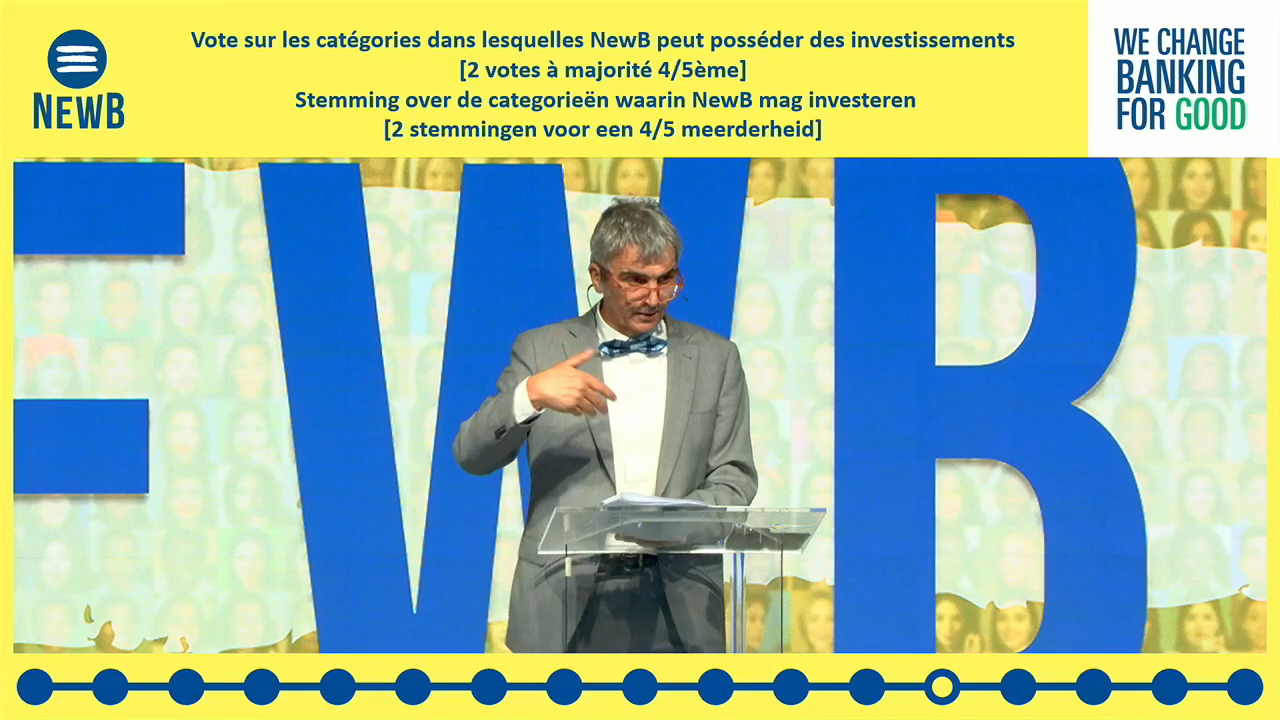 NEWB
Vote sur les catégories dans lesquelles NewB peut posséder des investissements
[2 votes à majorité 4/5ème]
Stemming over de categorieën waarin NewB mag investeren
[2 stemmingen voor een 4/5 meerderheid]
WE CHANGE
BANKING
FOR GOOD
EWB